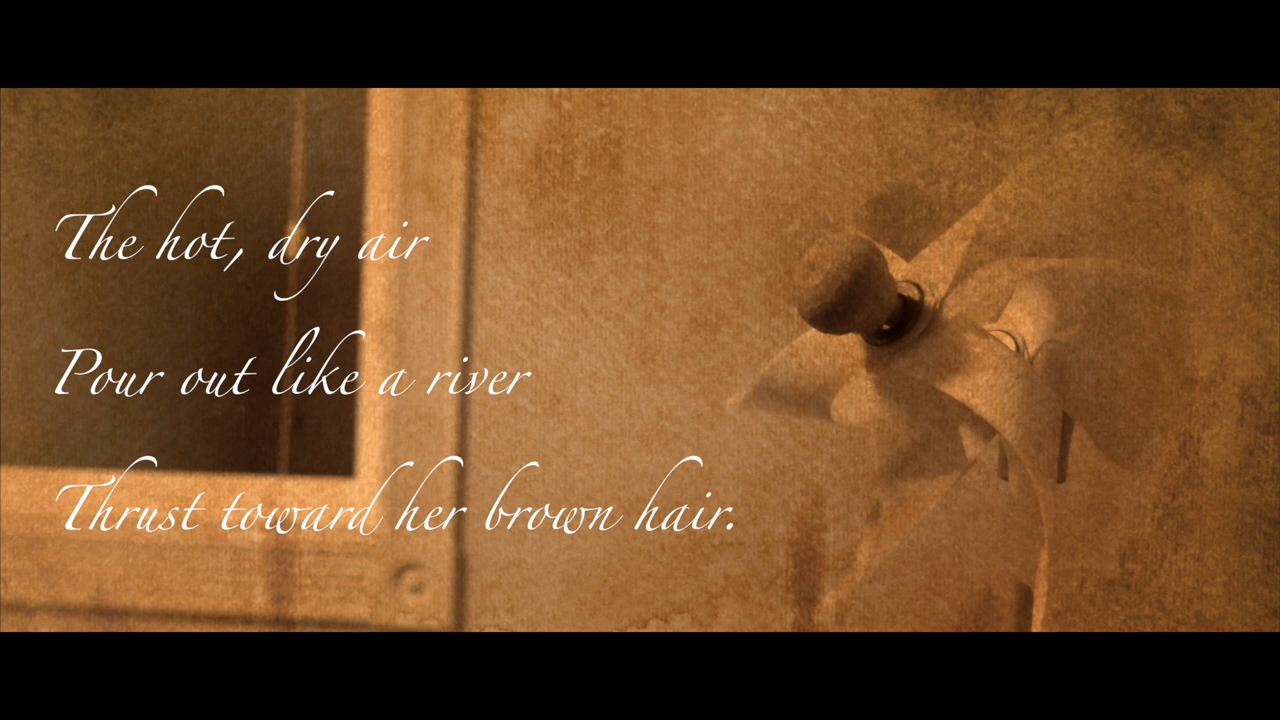 The hot, dry air
Pour out like a river
Thrust toward her brown hair.